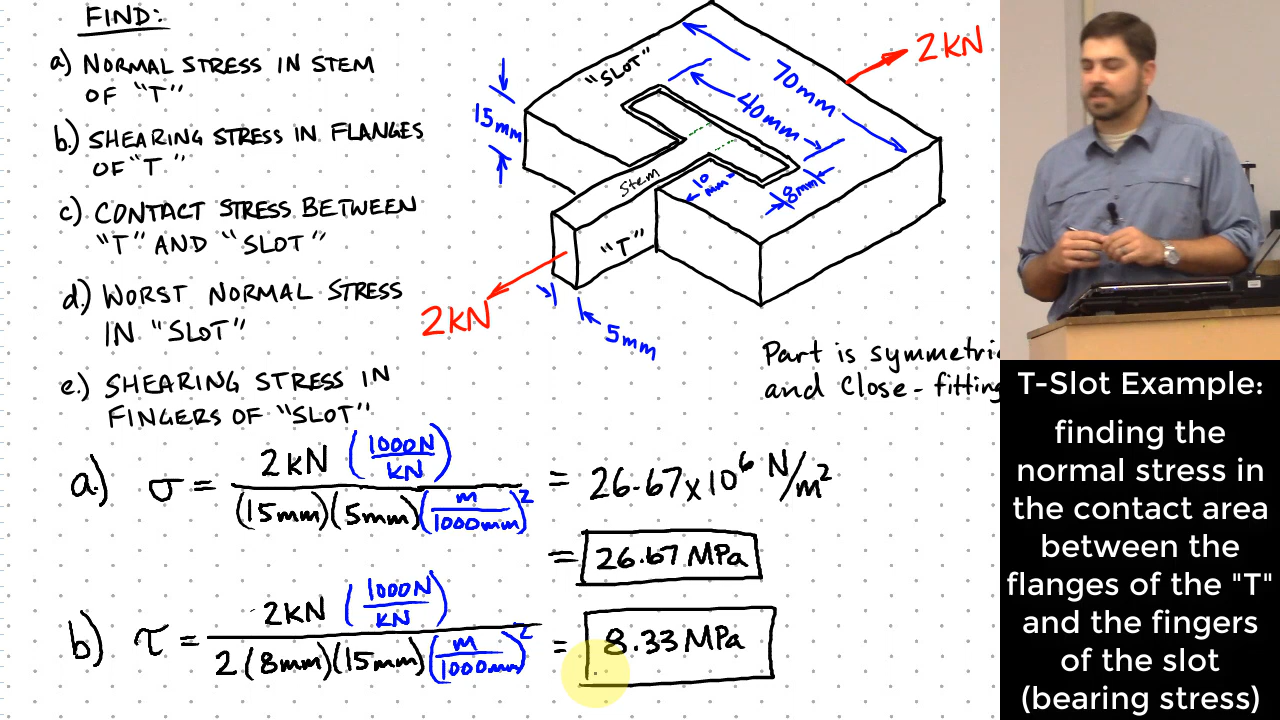 FIND:
a) NORMAL STRESS IN STEM
OF "T"
b.) SHEARING STRESS IN FLANGES
OF "T"
c.) CONTACT STRESS BETWEEN
"T" AND "SLOT"
d.) WORST NORMAL STRESS
IN "SLOT"
e.) SHEARING STRESS IN
FINGERS OF "SLOT"
"SLOT"
2kN
70mm
40mm
15mm
Stem
10
mm
8mm
"T"
2kN
5mm
Part is symmetri
and Close-fitting
a.) σ = 2kN (1000N/kN) / (15mm)(5mm)(m/1000mm)² = 26.67x10⁶ N/m²
= 26.67 MPa
b) τ = 2kN (1000N/kN) / 2(8mm)(15mm)(m/1000mm)² = 8.33 MPa
T-Slot Example:
finding the
normal stress in
the contact area
between the
flanges of the "T"
and the fingers
of the slot
(bearing stress)